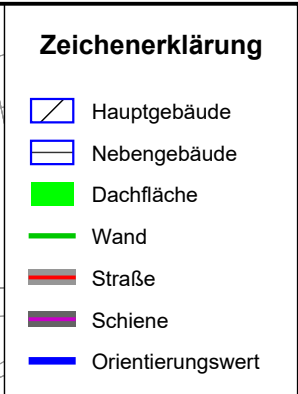 Zeichenerklärung
Hauptgebäude
Nebengebäude
Dachfläche
Wand
Straße
Schiene
Orientierungswert